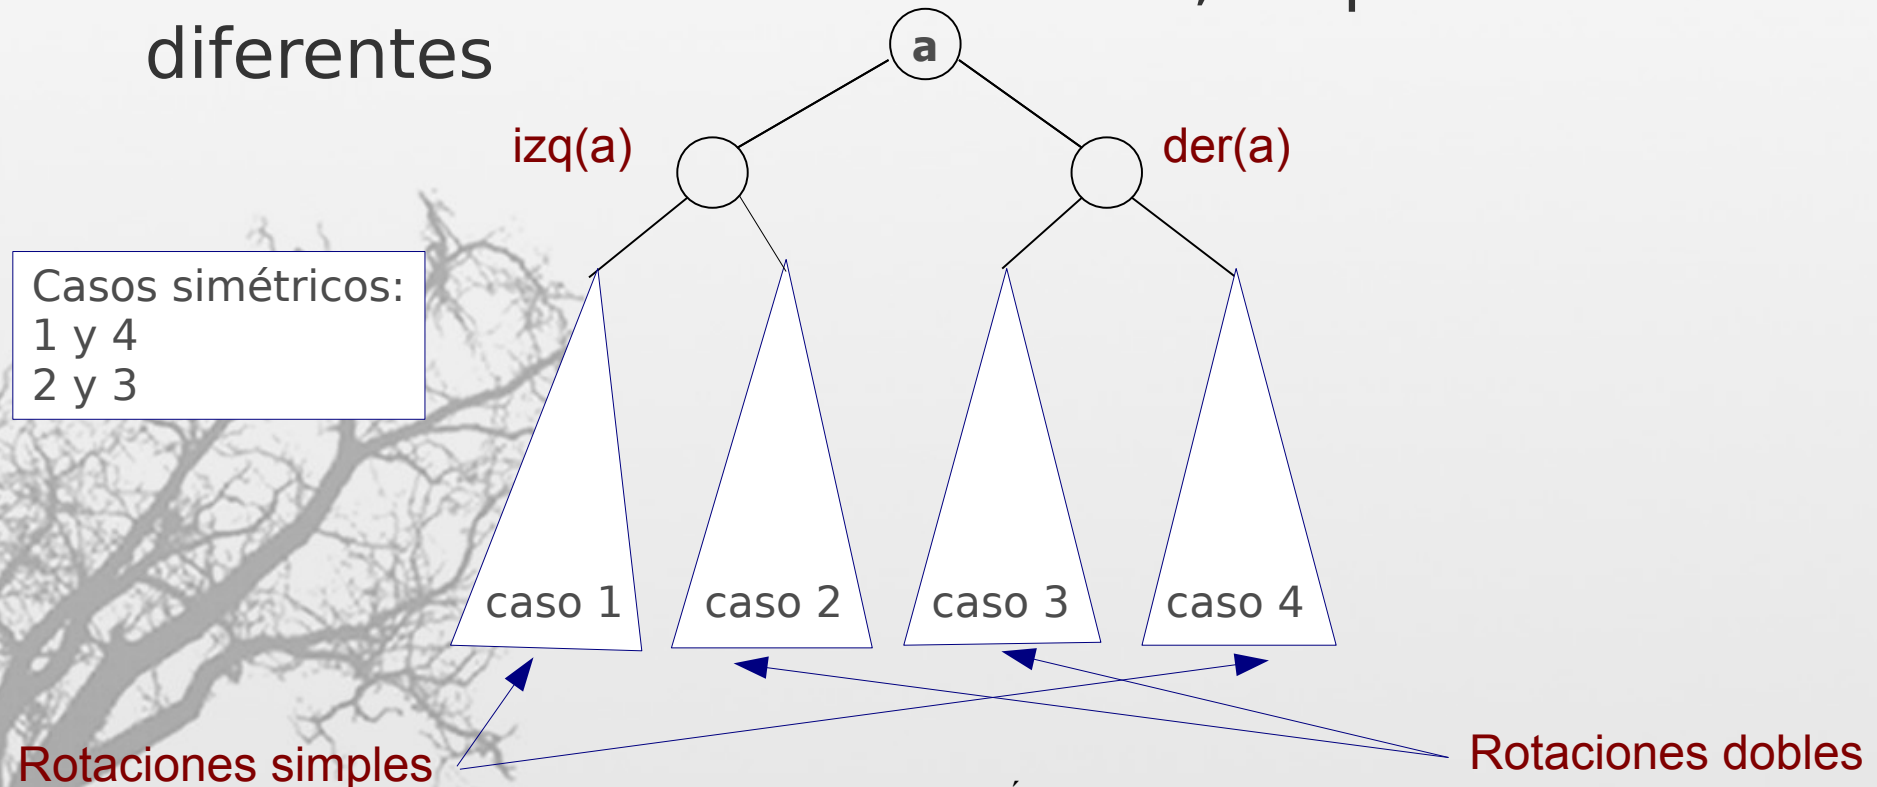 diferentes
a
izq(a)
der(a)
Casos simétricos:
1 y 4
2 y 3
caso 1
caso 2
caso 3
caso 4
Rotaciones simples
Rotaciones dobles